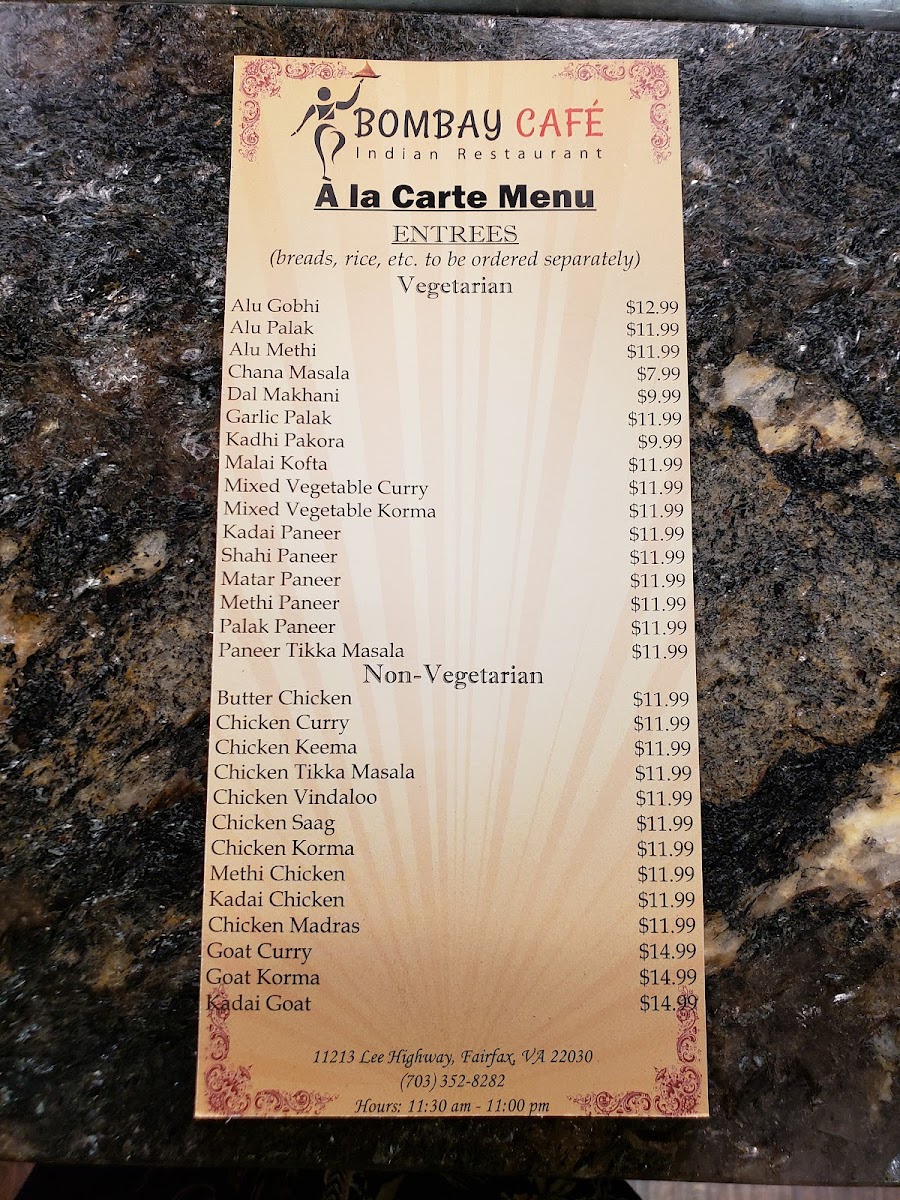 BOMBAY CAFÉ
Indian Restaurant
À la Carte Menu
ENTREES
(breads, rice, etc. to be ordered separately)
Vegetarian
Alu Gobhi $12.99
Alu Palak $11.99
Alu Methi $11.99
Chana Masala $7.99
Dal Makhani $9.99
Garlic Palak $11.99
Kadhi Pakora $9.99
Malai Kofta $11.99
Mixed Vegetable Curry $11.99
Mixed Vegetable Korma $11.99
Kadai Paneer $11.99
Shahi Paneer $11.99
Matar Paneer $11.99
Methi Paneer $11.99
Palak Paneer $11.99
Paneer Tikka Masala $11.99
Non-Vegetarian
Butter Chicken $11.99
Chicken Curry $11.99
Chicken Keema $11.99
Chicken Tikka Masala $11.99
Chicken Vindaloo $11.99
Chicken Saag $11.99
Chicken Korma $11.99
Methi Chicken $11.99
Kadai Chicken $11.99
Chicken Madras $11.99
Goat Curry $14.99
Goat Korma $14.99
Kadai Goat $14.99
11213 Lee Highway, Fairfax, VA 22030
(703) 352-8282
Hours: 11:30 am - 11:00 pm